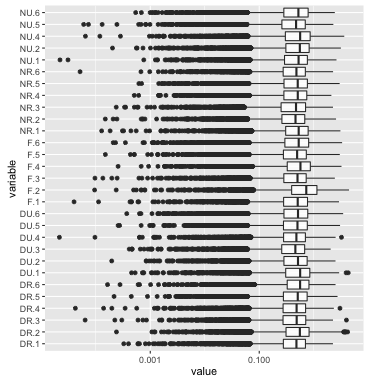 NU.6
NU.5
NU.4
NU.2
NU.1
NR.6
NR.5
NR.4
NR.3
NR.2
NR.1
F.6
F.5
F.4
F.3
F.2
F.1
DU.6
DU.5
DU.4
DU.3
DU.2
DU.1
DR.6
DR.5
DR.4
DR.3
DR.2
DR.1
variable
0.001 0.100
value